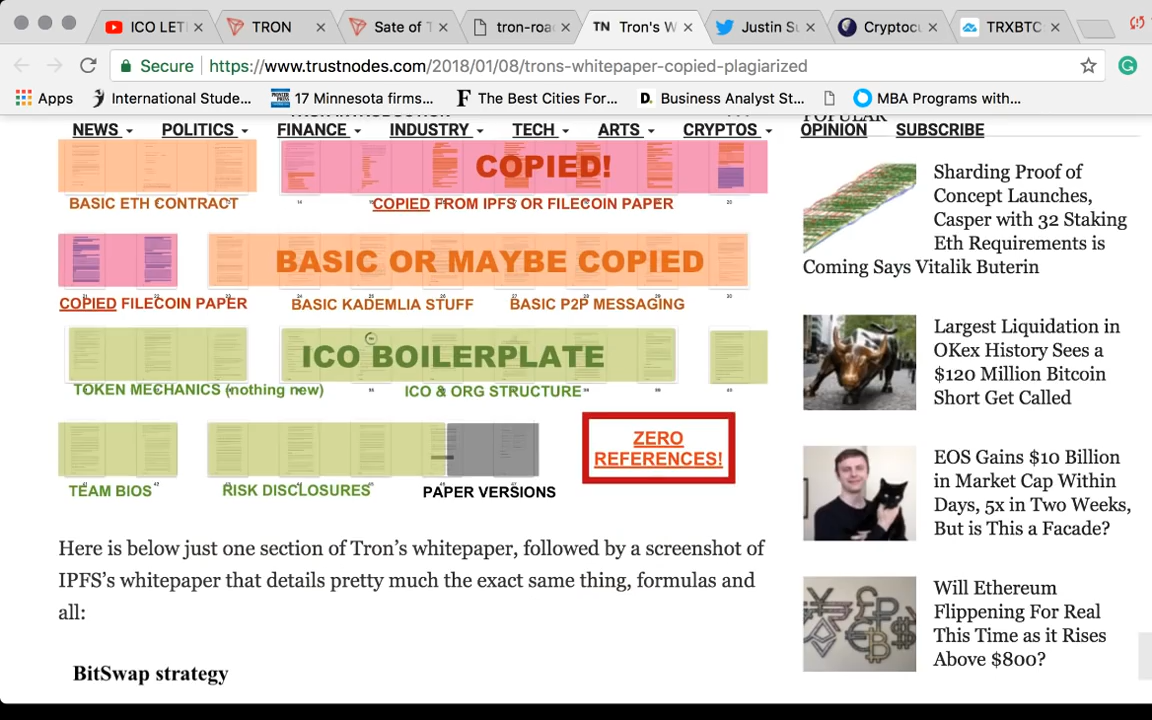 ICO LET
TRON
Sate of T
tron-roa
TN Tron's W
Justin S
Cryptocu
TRXBTC
Secure https://www.trustnodes.com/2018/01/08/trons-whitepaper-copied-plagiarized
Apps International Stude... 17 Minnesota firms... The Best Cities For... Business Analyst St... MBA Programs with...
NEWS POLITICS FINANCE INDUSTRY TECH ARTS CRYPTOS OPINION SUBSCRIBE
POPULAR
COPIED!
BASIC ETH CONTRACT
COPIED FROM IPFS OR FILECOIN PAPER
BASIC OR MAYBE COPIED
COPIED FILECOIN PAPER
BASIC KADEMLIA STUFF
BASIC P2P MESSAGING
ICO BOILERPLATE
TOKEN MECHANICS (nothing new)
ICO & ORG STRUCTURE
ZERO
REFERENCES!
TEAM BIOS
RISK DISCLOSURES
PAPER VERSIONS
Here is below just one section of Tron's whitepaper, followed by a screenshot of
IPFS's whitepaper that details pretty much the exact same thing, formulas and
all:
BitSwap strategy
Sharding Proof of
Concept Launches,
Casper with 32 Staking
Eth Requirements is
Coming Says Vitalik Buterin
Largest Liquidation in
OKex History Sees a
$120 Million Bitcoin
Short Get Called
EOS Gains $10 Billion
in Market Cap Within
Days, 5x in Two Weeks,
But is This a Facade?
Will Ethereum
Flippening For Real
This Time as it Rises
Above $800?